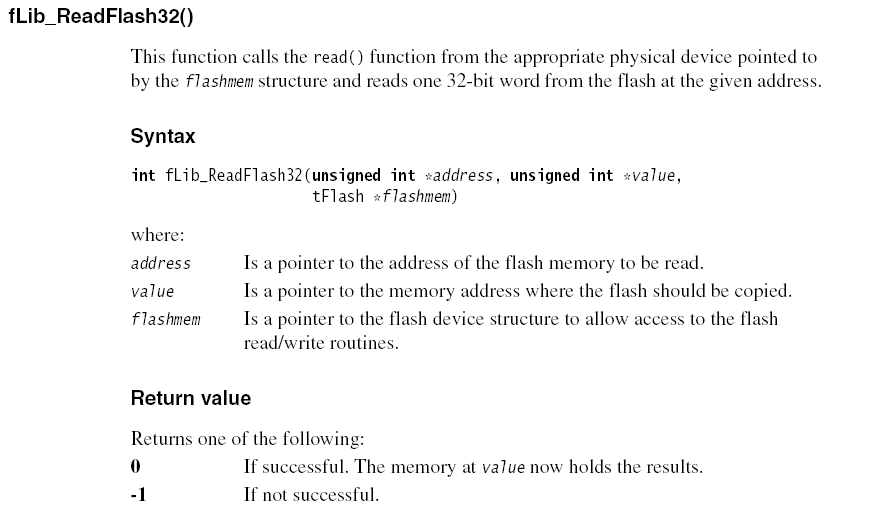 fLib_ReadFlash32()
This function calls the read() function from the appropriate physical device pointed to
by the flashmem structure and reads one 32-bit word from the flash at the given address.
Syntax
int fLib_ReadFlash32(unsigned int *address, unsigned int *value,
tFlash *flashmem)
where:
address Is a pointer to the address of the flash memory to be read.
value Is a pointer to the memory address where the flash should be copied.
flashmem Is a pointer to the flash device structure to allow access to the flash
read/write routines.
Return value
Returns one of the following:
0 If successful. The memory at value now holds the results.
-1 If not successful.